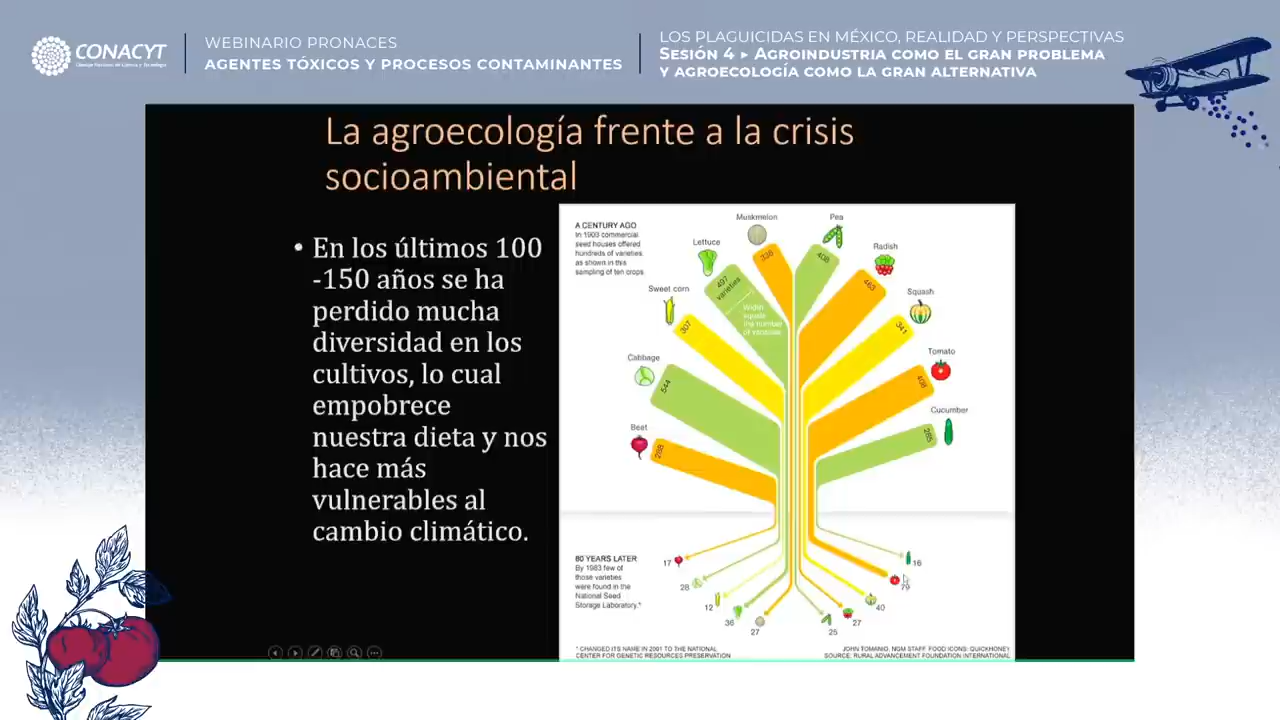 CONACYT
Consejo Nacional de Ciencia y Tecnología
WEBINARIO PRONACES
AGENTES TÓXICOS Y PROCESOS CONTAMINANTES
LOS PLAGUICIDAS EN MÉXICO, REALIDAD Y PERSPECTIVAS
SESIÓN 4 ▸ AGROINDUSTRIA COMO EL GRAN PROBLEMA
Y AGROECOLOGÍA COMO LA GRAN ALTERNATIVA
La agroecología frente a la crisis
socioambiental
• En los últimos 100
-150 años se ha
perdido mucha
diversidad en los
cultivos, lo cual
empobrece
nuestra dieta y nos
hace más
vulnerables al
cambio climático.
A CENTURY AGO
In 1903 commercial
seed houses offered
hundreds of varieties
as shown in this
sampling of ten crops
Muskmelon
338
Pea
408
Lettuce
497
varieties
Width
equals
the number
of varieties
Radish
463
Sweet corn
307
Squash
341
Cabbage
544
Tomato
408
Beet
288
Cucumber
285
80 YEARS LATER
By 1983 few of
those varieties
were found in the
National Seed
Storage Laboratory.*
17
28
12
36
27
25
27
40
79
16
* CHANGED ITS NAME IN 2001 TO THE NATIONAL
CENTER FOR GENETIC RESOURCES PRESERVATION
JOHN TOMANIO, NGM STAFF FOOD ICONS: QUICKHONEY
SOURCE: RURAL ADVANCEMENT FOUNDATION INTERNATIONAL